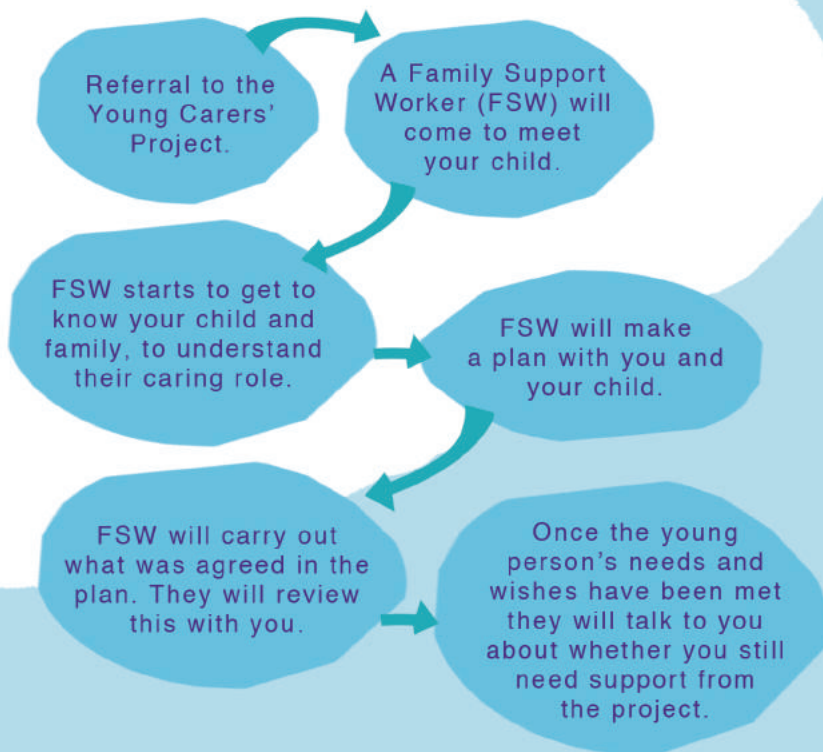 Referral to the
Young Carers’
Project.
A Family Support
Worker (FSW) will
come to meet
your child.
FSW starts to get to
know your child and
family, to understand
their caring role.
FSW will make
a plan with you and
your child.
FSW will carry out
what was agreed in the
plan. They will review
this with you.
Once the young
person’s needs and
wishes have been met
they will talk to you
about whether you still
need support from
the project.